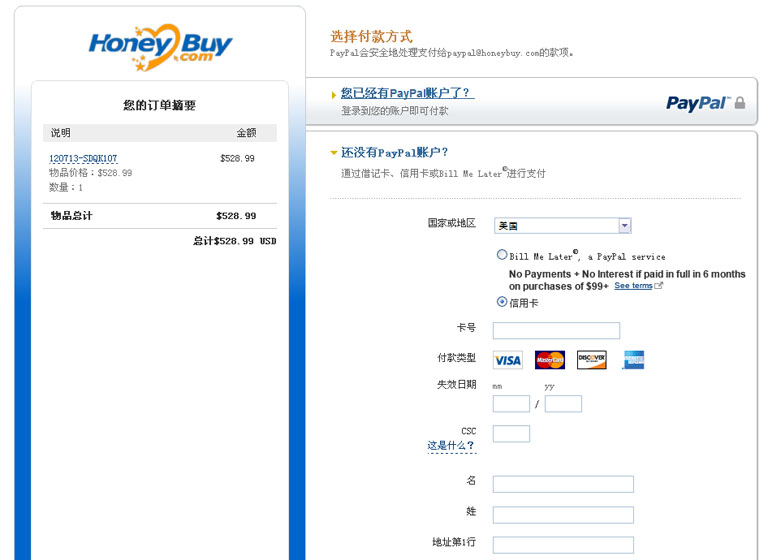 HoneyBuy
.com
您的订单摘要
说明 金额
120713-SDQK107 $528.99
物品价格：$528.99
数量：1
物品总计 $528.99
总计$528.99 USD
选择付款方式
PayPal会安全地处理支付给paypal@honeybuy.com的款项。
您已经有PayPal账户了？
登录到您的账户即可付款
PayPal™
还没有PayPal账户？
通过借记卡、信用卡或Bill Me Later®进行支付
国家或地区 美国
Bill Me Later®, a PayPal service
No Payments + No Interest if paid in full in 6 months
on purchases of $99+ See terms
信用卡
卡号
付款类型 VISA MasterCard DISCOVER
失效日期 mm yy
/
CSC
这是什么？
名
姓
地址第1行